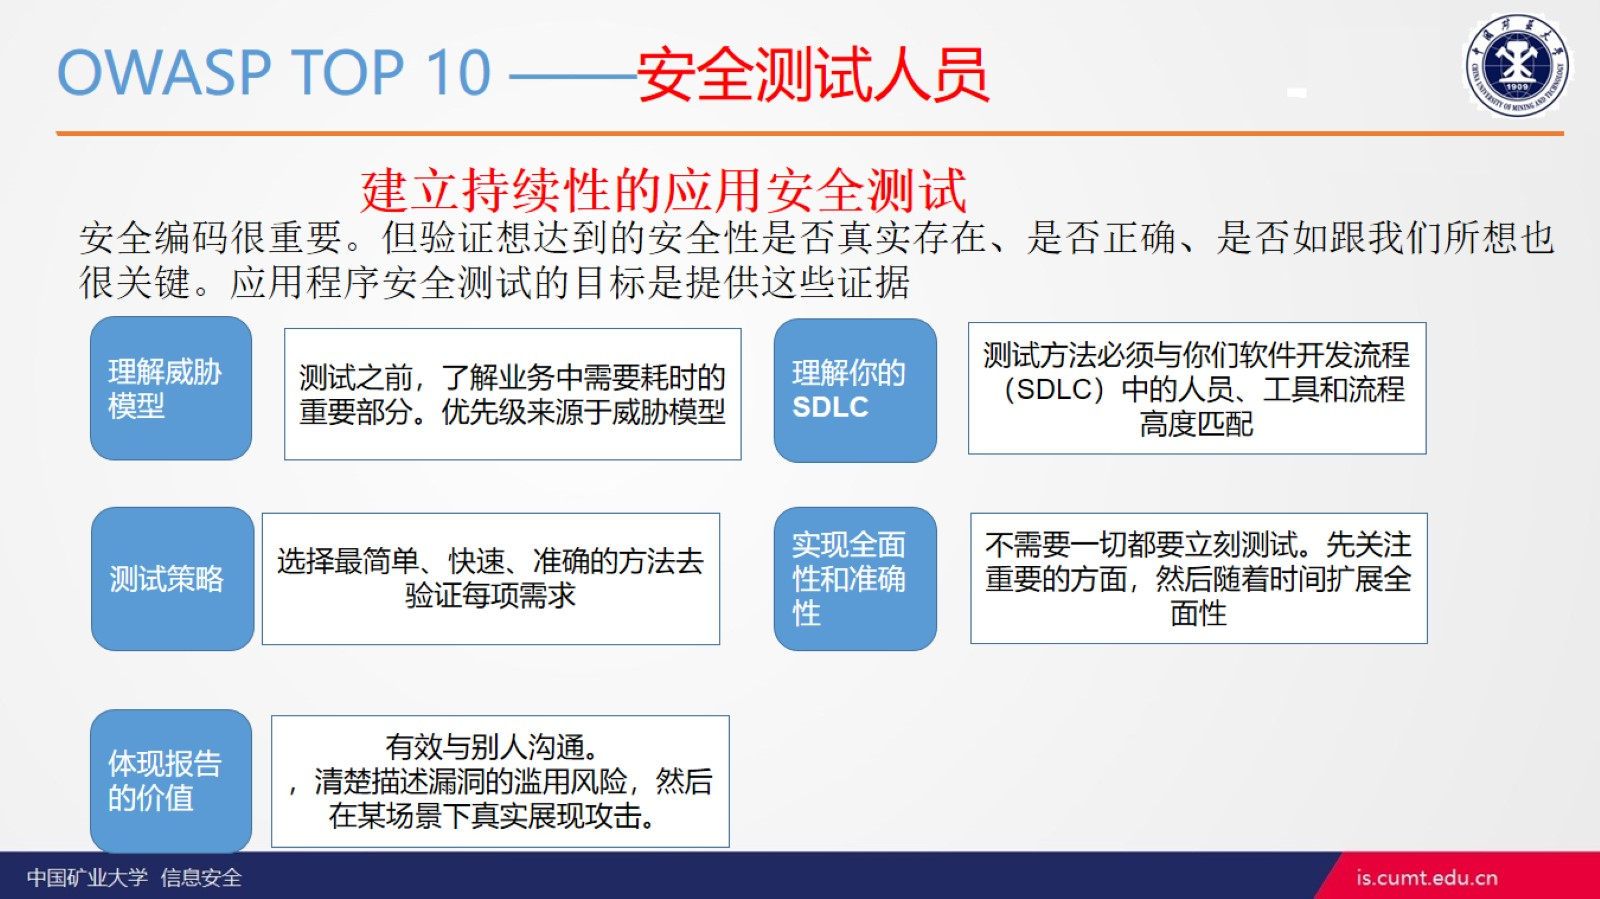 OWASP TOP 10 ——安全测试人员
中国矿业大学
CHINA UNIVERSITY OF MINING AND TECHNOLOGY
1909
建立持续性的应用安全测试
安全编码很重要。但验证想达到的安全性是否真实存在、是否正确、是否如跟我们所想也
很关键。应用程序安全测试的目标是提供这些证据
理解威胁
模型
测试之前，了解业务中需要耗时的
重要部分。优先级来源于威胁模型
理解你的
SDLC
测试方法必须与你们软件开发流程
（SDLC）中的人员、工具和流程
高度匹配
测试策略
选择最简单、快速、准确的方法去
验证每项需求
实现全面
性和准确
性
不需要一切都要立刻测试。先关注
重要的方面，然后随着时间扩展全
面性
体现报告
的价值
有效与别人沟通。
，清楚描述漏洞的滥用风险，然后
在某场景下真实展现攻击。
中国矿业大学 信息安全
is.cumt.edu.cn